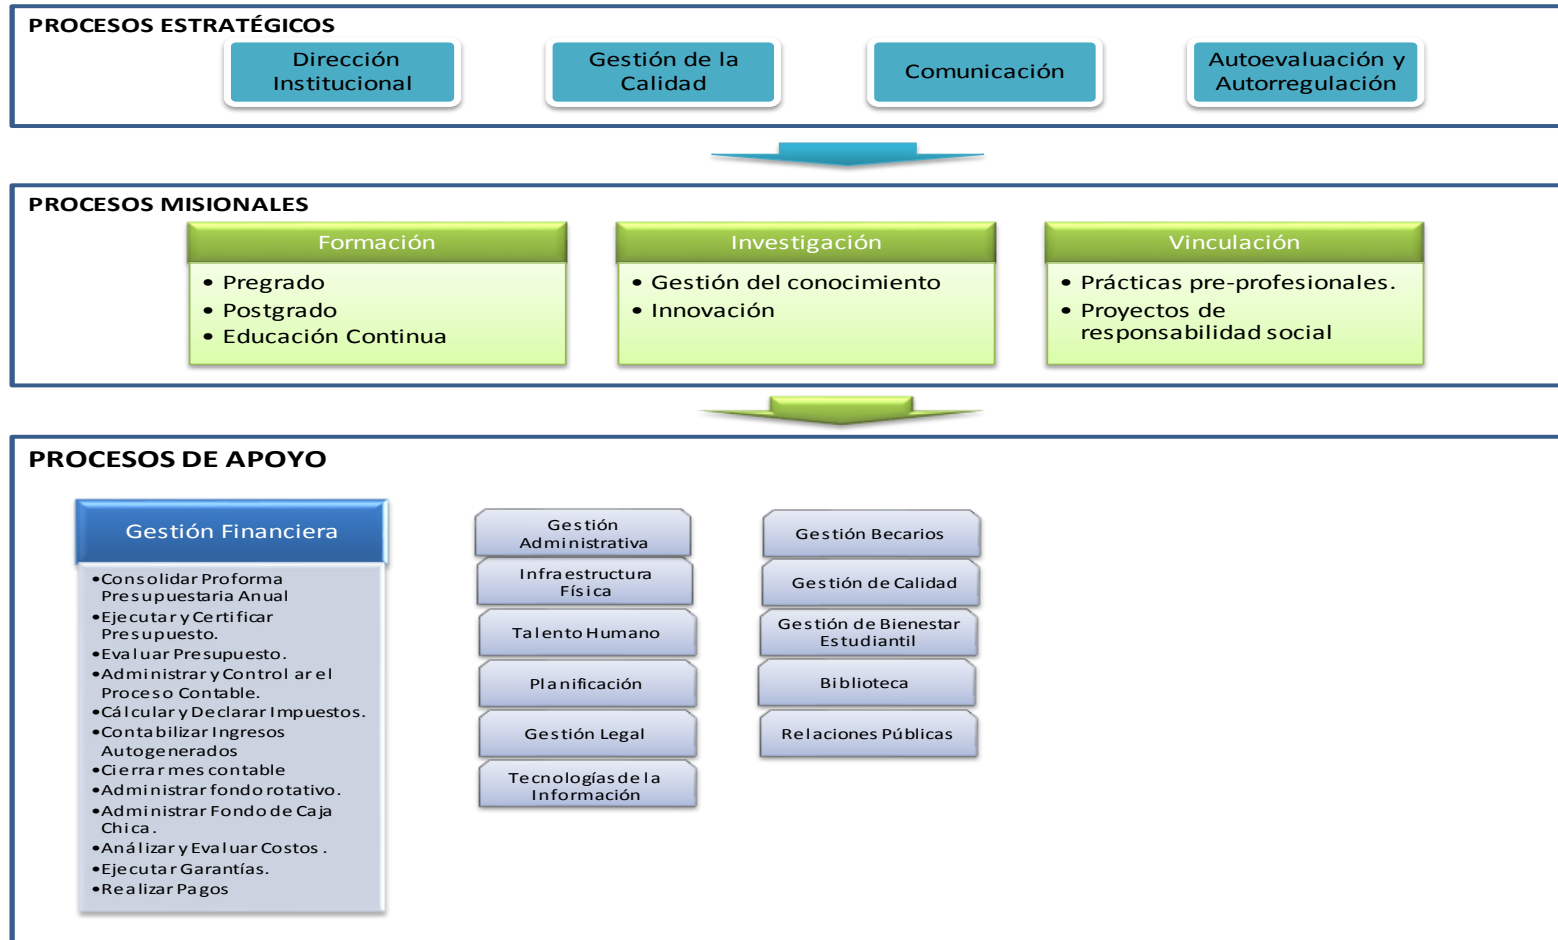 PROCESOS ESTRATÉGICOS
Dirección
Institucional
Gestión de la
Calidad
Comunicación
Autoevaluación y
Autorregulación
PROCESOS MISIONALES
Formación
• Pregrado
• Postgrado
• Educación Continua
Investigación
• Gestión del conocimiento
• Innovación
Vinculación
• Prácticas pre-profesionales.
• Proyectos de
responsabilidad social
PROCESOS DE APOYO
Gestión Financiera
•Consolidar Proforma
Presupuestaria Anual
•Ejecutar y Certificar
Presupuesto.
•Evaluar Presupuesto.
•Administrar y Control ar el
Proceso Contable.
•Cálcular y Declarar Impuestos.
•Contabilizar Ingresos
Autogenerados
•Cierrar mes contable
•Administrar fondo rotativo.
•Administrar Fondo de Caja
Chica.
•Análizar y Evaluar Costos .
•Ejecutar Garantías.
•Realizar Pagos
Gestión
Administrativa
Infraestructura
Física
Talento Humano
Planificación
Gestión Legal
Tecnologías de la
Información
Gestión Becarios
Gestión de Calidad
Gestión de Bienestar
Estudiantil
Biblioteca
Relaciones Públicas